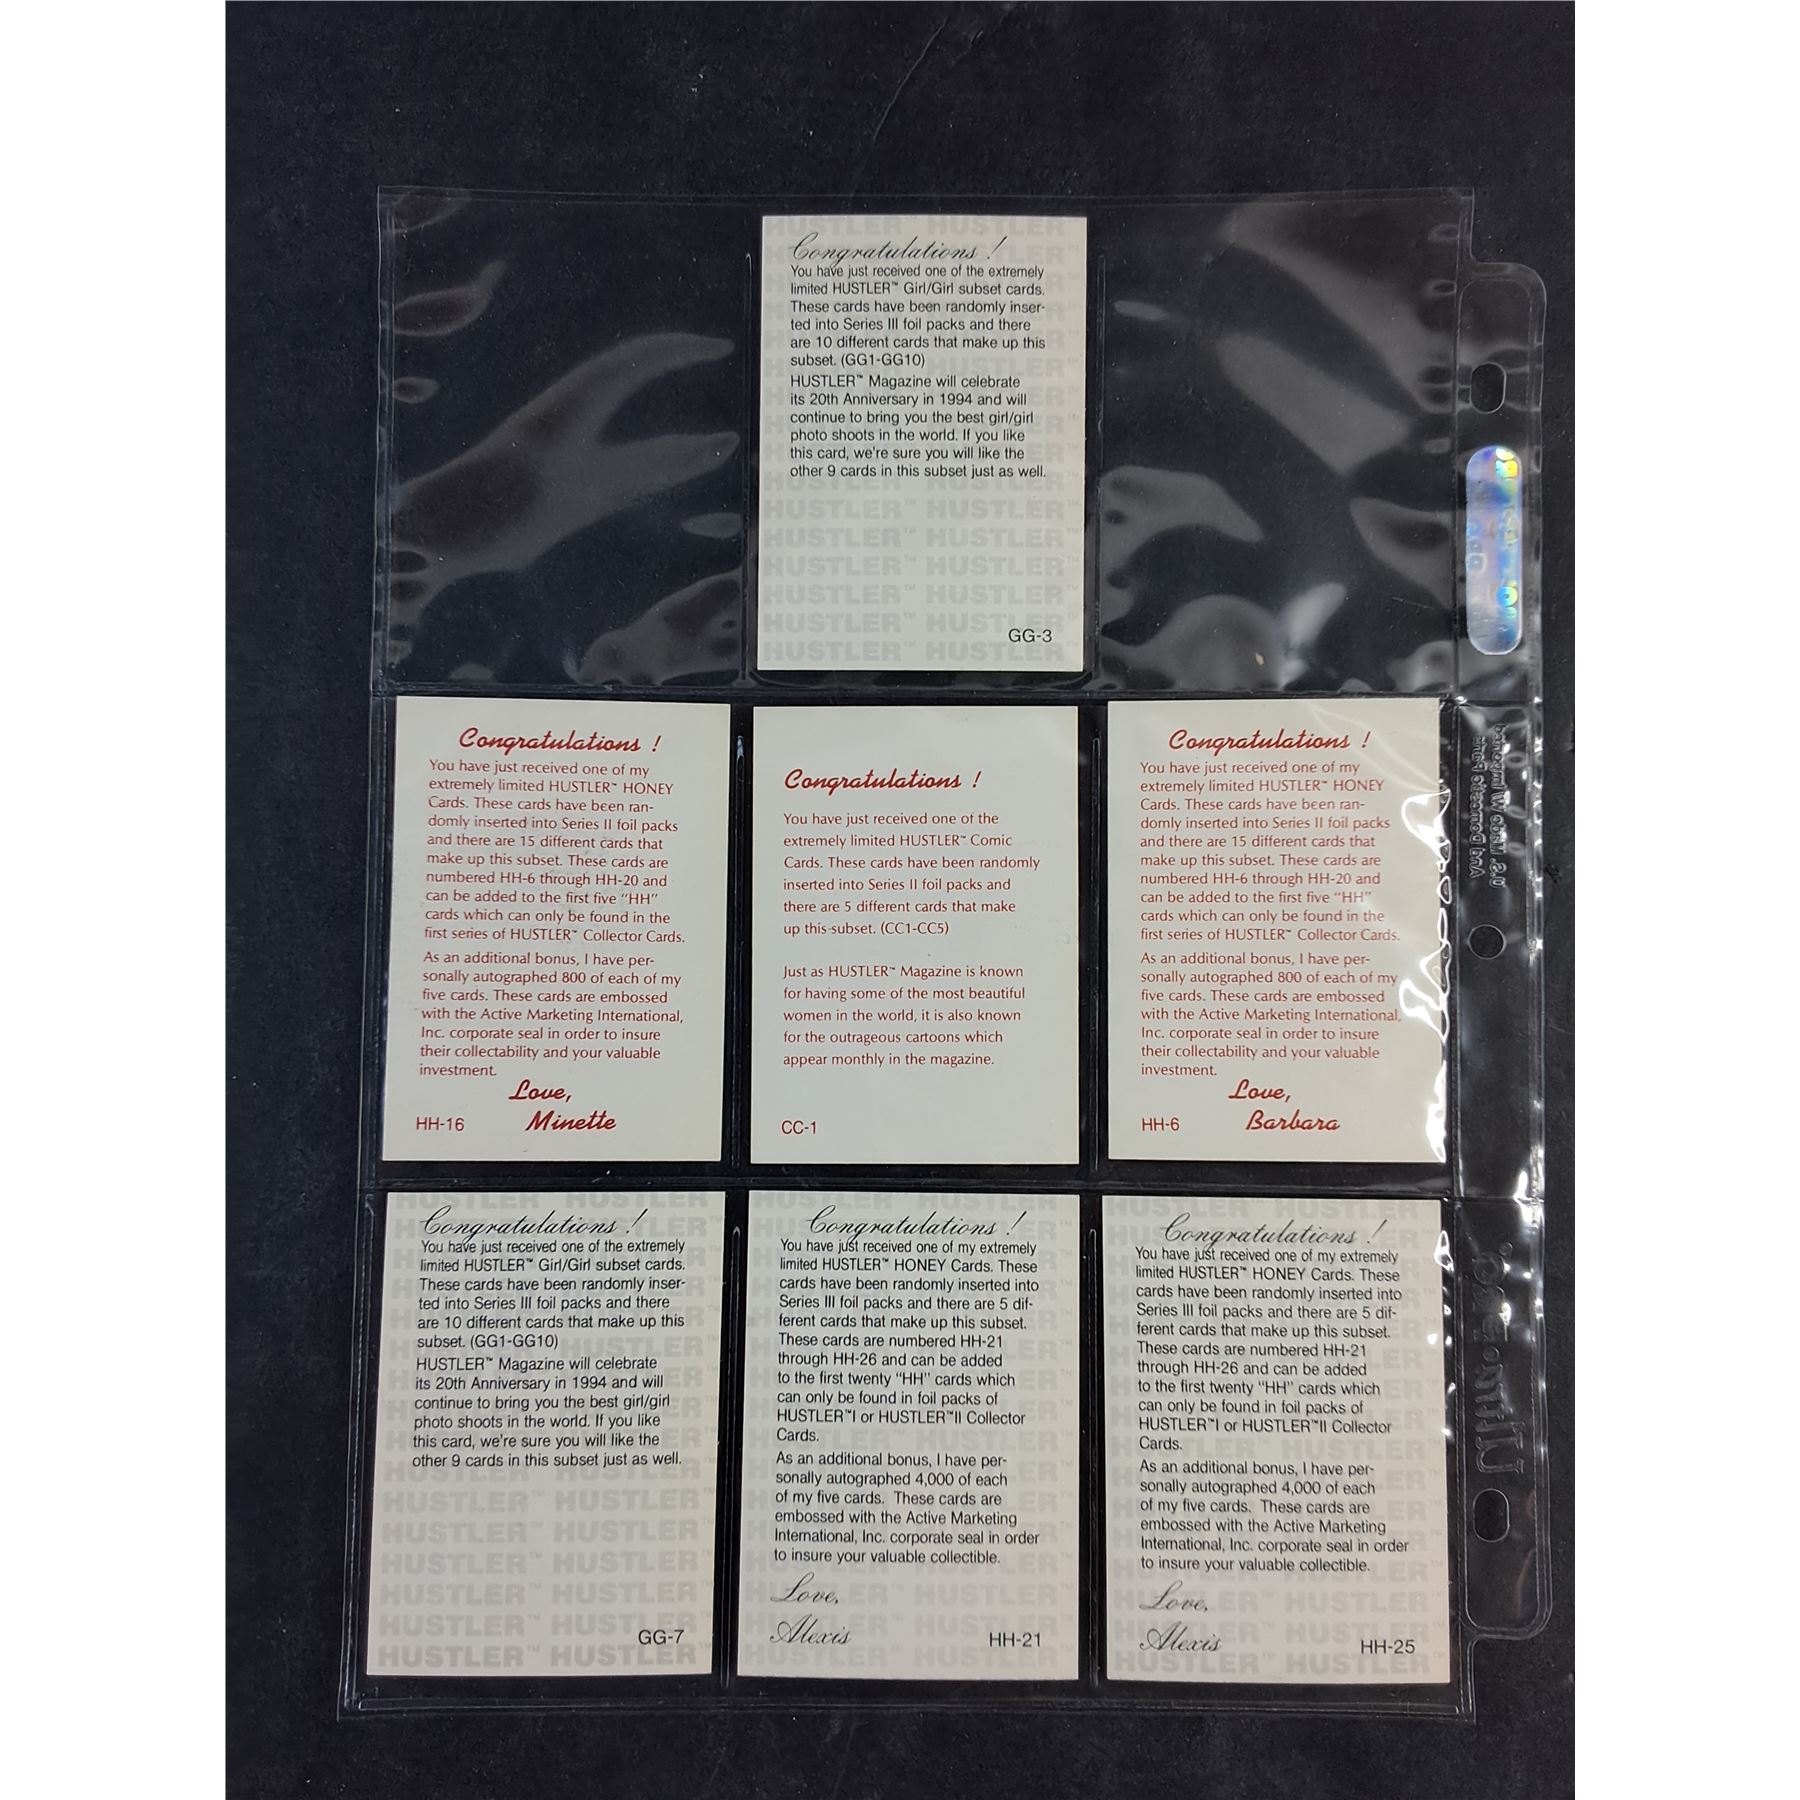 Congratulations !
You have just received one of the extremely
limited HUSTLER™ Girl/Girl subset cards.
These cards have been randomly inser-
ted into Series III foil packs and there
are 10 different cards that make up this
subset. (GG1-GG10)
HUSTLER™ Magazine will celebrate
its 20th Anniversary in 1994 and will
continue to bring you the best girl/girl
photo shoots in the world. If you like
this card, we're sure you will like the
other 9 cards in this subset just as well.
HUSTLER™ HUSTLER™
HUSTLER™ HUSTLER™
HUSTLER™ HUSTLER™
HUSTLER™ HUSTLER™
GG-3
HUSTLER™ HUSTLER™
Congratulations !
You have just received one of my
extremely limited HUSTLER™ HONEY
Cards. These cards have been ran-
domly inserted into Series II foil packs
and there are 15 different cards that
make up this subset. These cards are
numbered HH-6 through HH-20 and
can be added to the first five "HH"
cards which can only be found in the
first series of HUSTLER™ Collector Cards.
As an additional bonus, I have per-
sonally autographed 800 of each of my
five cards. These cards are embossed
with the Active Marketing International,
Inc. corporate seal in order to insure
their collectability and your valuable
investment.
Love,
HH-16 Minette
Congratulations !
You have just received one of the
extremely limited HUSTLER™ Comic
Cards. These cards have been randomly
inserted into Series II foil packs and
there are 5 different cards that make
up this subset. (CC1-CC5)
Just as HUSTLER™ Magazine is known
for having some of the most beautiful
women in the world, it is also known
for the outrageous cartoons which
appear monthly in the magazine.
CC-1
Congratulations !
You have just received one of my
extremely limited HUSTLER™ HONEY
Cards. These cards have been ran-
domly inserted into Series II foil packs
and there are 15 different cards that
make up this subset. These cards are
numbered HH-6 through HH-20 and
can be added to the first five "HH"
cards which can only be found in the
first series of HUSTLER™ Collector Cards.
As an additional bonus, I have per-
sonally autographed 800 of each of my
five cards. These cards are embossed
with the Active Marketing International,
Inc. corporate seal in order to insure
their collectability and your valuable
investment.
Love,
HH-6 Barbara
Congratulations !
You have just received one of the extremely
limited HUSTLER™ Girl/Girl subset cards.
These cards have been randomly inser-
ted into Series III foil packs and there
are 10 different cards that make up this
subset. (GG1-GG10)
HUSTLER™ Magazine will celebrate
its 20th Anniversary in 1994 and will
continue to bring you the best girl/girl
photo shoots in the world. If you like
this card, we're sure you will like the
other 9 cards in this subset just as well.
HUSTLER™ HUSTLER™
HUSTLER™ HUSTLER™
HUSTLER™ HUSTLER™
HUSTLER™ HUSTLER™
GG-7
HUSTLER™ HUSTLER™
Congratulations !
You have just received one of my extremely
limited HUSTLER™ HONEY Cards. These
cards have been randomly inserted into
Series III foil packs and there are 5 dif-
ferent cards that make up this subset.
These cards are numbered HH-21
through HH-26 and can be added
to the first twenty "HH" cards which
can only be found in foil packs of
HUSTLER™I or HUSTLER™II Collector
Cards.
As an additional bonus, I have per-
sonally autographed 4,000 of each
of my five cards. These cards are
embossed with the Active Marketing
International, Inc. corporate seal in order
to insure your valuable collectible.
Love,
Alexis HH-21
Congratulations !
You have just received one of my extremely
limited HUSTLER™ HONEY Cards. These
cards have been randomly inserted into
Series III foil packs and there are 5 dif-
ferent cards that make up this subset.
These cards are numbered HH-21
through HH-26 and can be added
to the first twenty "HH" cards which
can only be found in foil packs of
HUSTLER™I or HUSTLER™II Collector
Cards.
As an additional bonus, I have per-
sonally autographed 4,000 of each
of my five cards. These cards are
embossed with the Active Marketing
International, Inc. corporate seal in order
to insure your valuable collectible.
Love,
Alexis HH-25